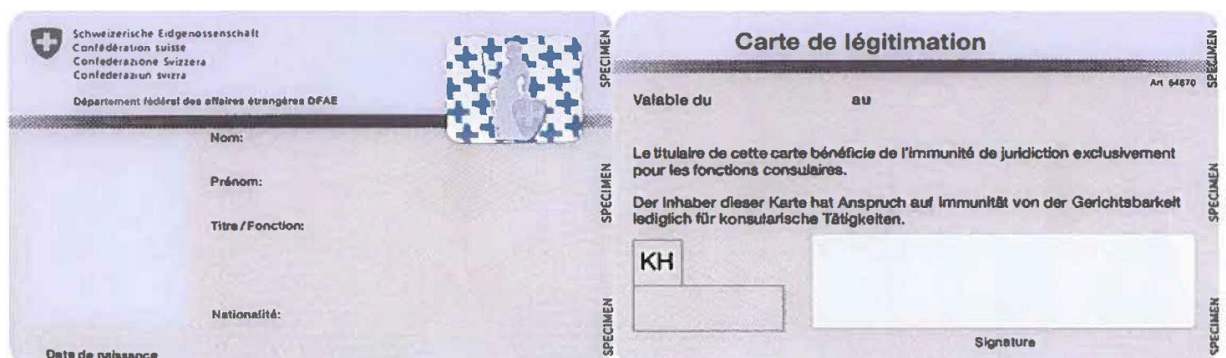 Schweizerische Eidgenossenschaft
Confédération suisse
Confederazione Svizzera
Confederaziun svizra
Département fédéral des affaires étrangères DFAE
Nom:
Prénom:
Titre/Fonction:
Nationalité:
Date de naissance
SPECIMEN
SPECIMEN
SPECIMEN
Carte de légitimation
Art 64670
Valable du au
Le titulaire de cette carte bénéficie de l'immunité de juridiction exclusivement
pour les fonctions consulaires.
Der Inhaber dieser Karte hat Anspruch auf Immunität von der Gerichtsbarkeit
lediglich für konsularische Tätigkeiten.
KH
Signature
SPECIMEN
SPECIMEN
SPECIMEN